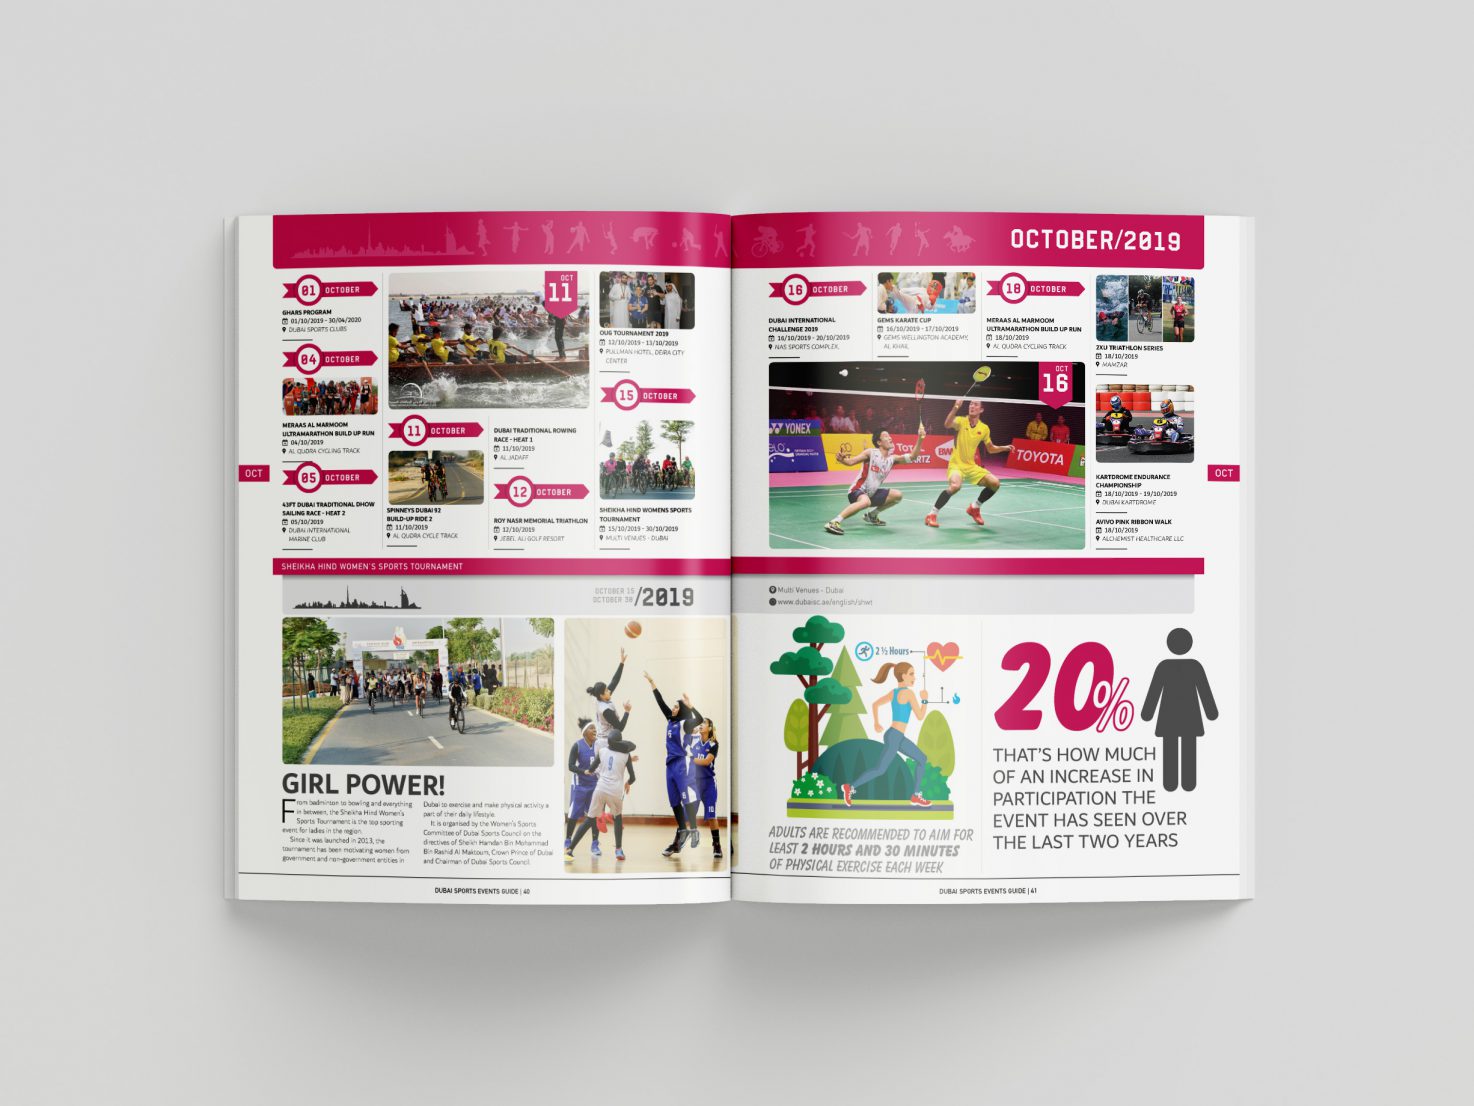 OCTOBER/2019
01 OCTOBER
GHARS PROGRAM
01/10/2019 - 30/04/2020
DUBAI SPORTS CLUBS
04 OCTOBER
MERAAS AL MARMOOM
ULTRAMARATHON BUILD UP RUN
04/10/2019
AL QUDRA CYCLING TRACK
05 OCTOBER
43FT DUBAI TRADITIONAL DHOW
SAILING RACE - HEAT 2
05/10/2019
DUBAI INTERNATIONAL
MARINE CLUB
OCT
11
11 OCTOBER
SPINNEYS DUBAI 92
BUILD-UP RIDE 2
11/10/2019
AL QUDRA CYCLE TRACK
DUBAI TRADITIONAL ROWING
RACE - HEAT 1
11/10/2019
AL JADAFF
12 OCTOBER
ROY NASR MEMORIAL TRIATHLON
12/10/2019
JEBEL ALI GOLF RESORT
OUG TOURNAMENT 2019
12/10/2019 - 13/10/2019
PULLMAN HOTEL, DEIRA CITY
CENTER
15 OCTOBER
SHEIKHA HIND WOMENS SPORTS
TOURNAMENT
15/10/2019 - 30/10/2019
MULTI VENUES - DUBAI
OCT
16 OCTOBER
DUBAI INTERNATIONAL
CHALLENGE 2019
16/10/2019 - 20/10/2019
NAS SPORTS COMPLEX,
GEMS KARATE CUP
16/10/2019 - 17/10/2019
GEMS WELLINGTON ACADEMY,
AL KHAIL
18 OCTOBER
MERAAS AL MARMOOM
ULTRAMARATHON BUILD UP RUN
18/10/2019
AL QUDRA CYCLING TRACK
2XU TRIATHLON SERIES
18/10/2019
MAMZAR
OCT
16
YONEX
TOYOTA
KARTDROME ENDURANCE
CHAMPIONSHIP
18/10/2019 - 19/10/2019
DUBAI KARTDROME
AVIVO PINK RIBBON WALK
18/10/2019
ALCHEMIST HEALTHCARE LLC
OCT
SHEIKHA HIND WOMEN'S SPORTS TOURNAMENT
OCTOBER 15
OCTOBER 30 /2019
Multi Venues - Dubai
www.dubaisc.ae/english/shwt
GIRL POWER!
From badminton to bowling and everything
in between, the Sheikha Hind Women's
Sports Tournament is the top sporting
event for ladies in the region.
Since it was launched in 2013, the
tournament has been motivating women from
government and non-government entities in
Dubai to exercise and make physical activity a
part of their daily lifestyle.
It is organised by the Women's Sports
Committee of Dubai Sports Council on the
directives of Sheikh Hamdan Bin Mohammad
Bin Rashid Al Maktoum, Crown Prince of Dubai
and Chairman of Dubai Sports Council.
2 ½ Hours
ADULTS ARE RECOMMENDED TO AIM FOR
LEAST 2 HOURS AND 30 MINUTES
OF PHYSICAL EXERCISE EACH WEEK
20%
THAT'S HOW MUCH
OF AN INCREASE IN
PARTICIPATION THE
EVENT HAS SEEN OVER
THE LAST TWO YEARS
DUBAI SPORTS EVENTS GUIDE | 40
DUBAI SPORTS EVENTS GUIDE | 41